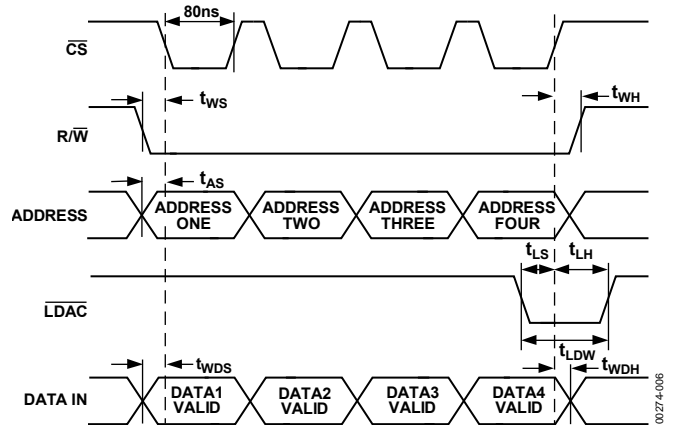 80ns
CS
tWS
tWH
R/W
tAS
ADDRESS
ADDRESS ONE
ADDRESS TWO
ADDRESS THREE
ADDRESS FOUR
tLS
tLH
LDAC
tLDW
tWDS
tWDH
DATA IN
DATA1 VALID
DATA2 VALID
DATA3 VALID
DATA4 VALID
00274-006